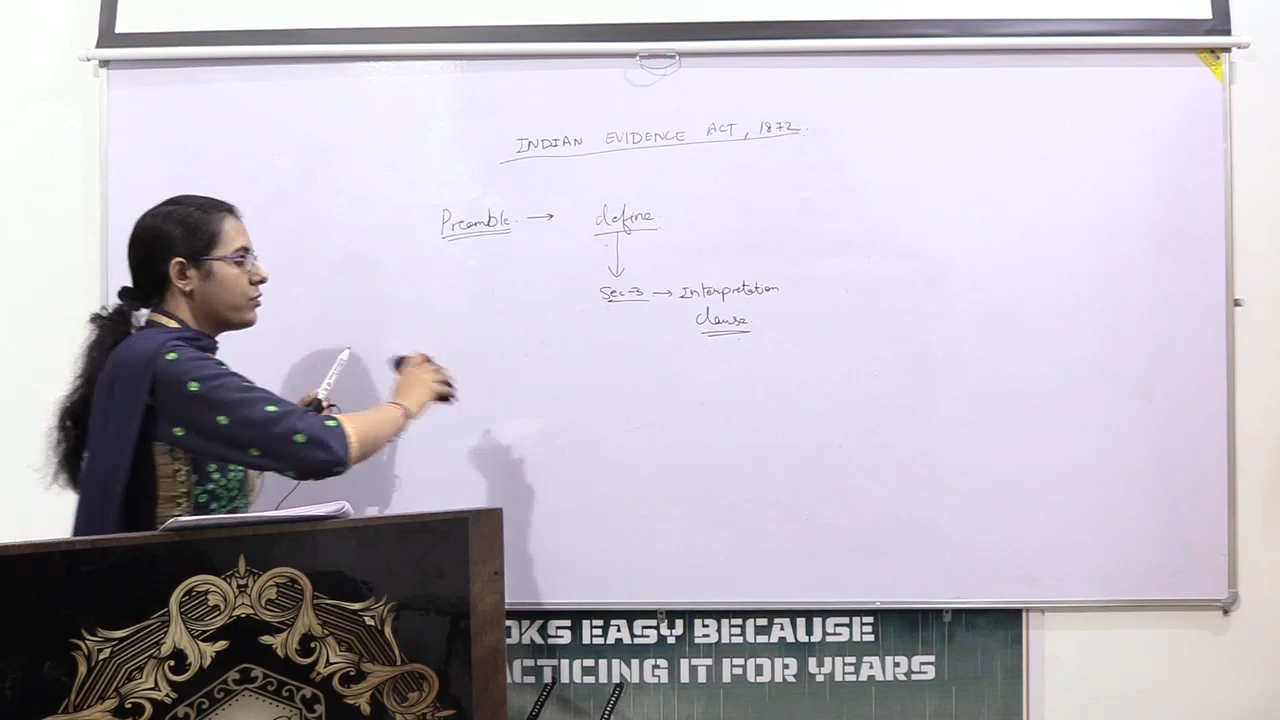 INDIAN EVIDENCE ACT, 1872.
Preamble. → define.
Sec-3 → Interpretation
Clause.
OKS EASY BECAUSE
ACTICING IT FOR YEARS